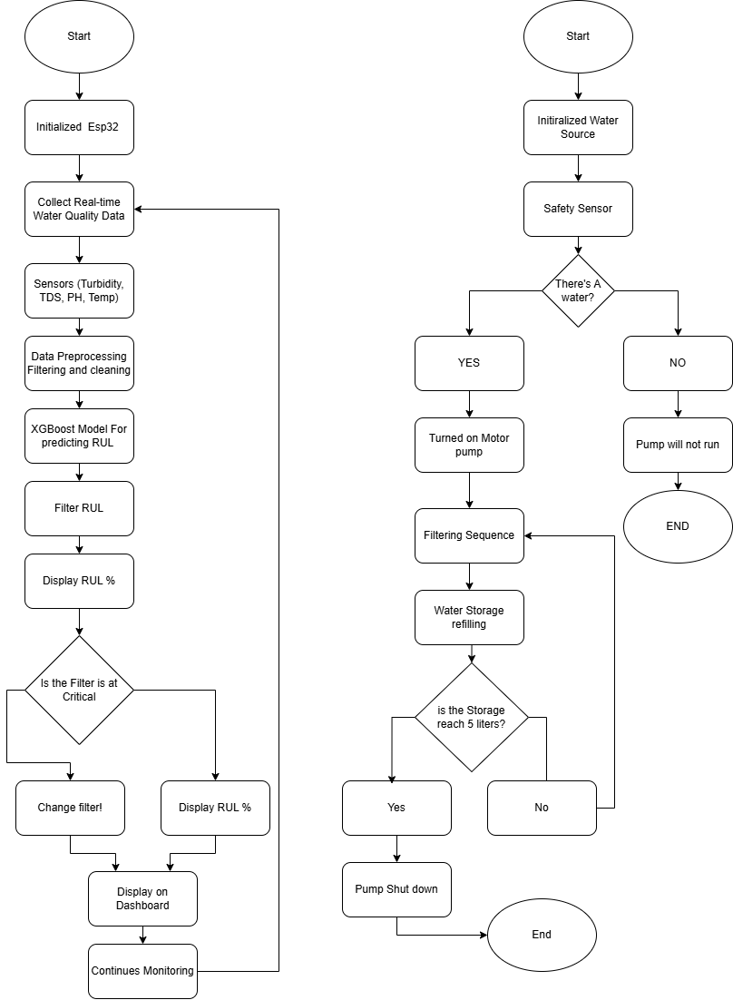 Start
Initialized  Esp32
Collect Real-time
Water Quality Data
Sensors (Turbidity,
TDS, PH, Temp)
Data Preprocessing
Filtering and cleaning
XGBoost Model For
predicting RUL
Filter RUL
Display RUL %
Is the Filter is at
Critical
Change filter!
Display RUL %
Display on
Dashboard
Continues Monitoring
Start
Initiralized Water
Source
Safety Sensor
There's A
water?
YES
NO
Turned on Motor
pump
Pump will not run
END
Filtering Sequence
Water Storage
refilling
is the Storage
reach 5 liters?
Yes
No
Pump Shut down
End